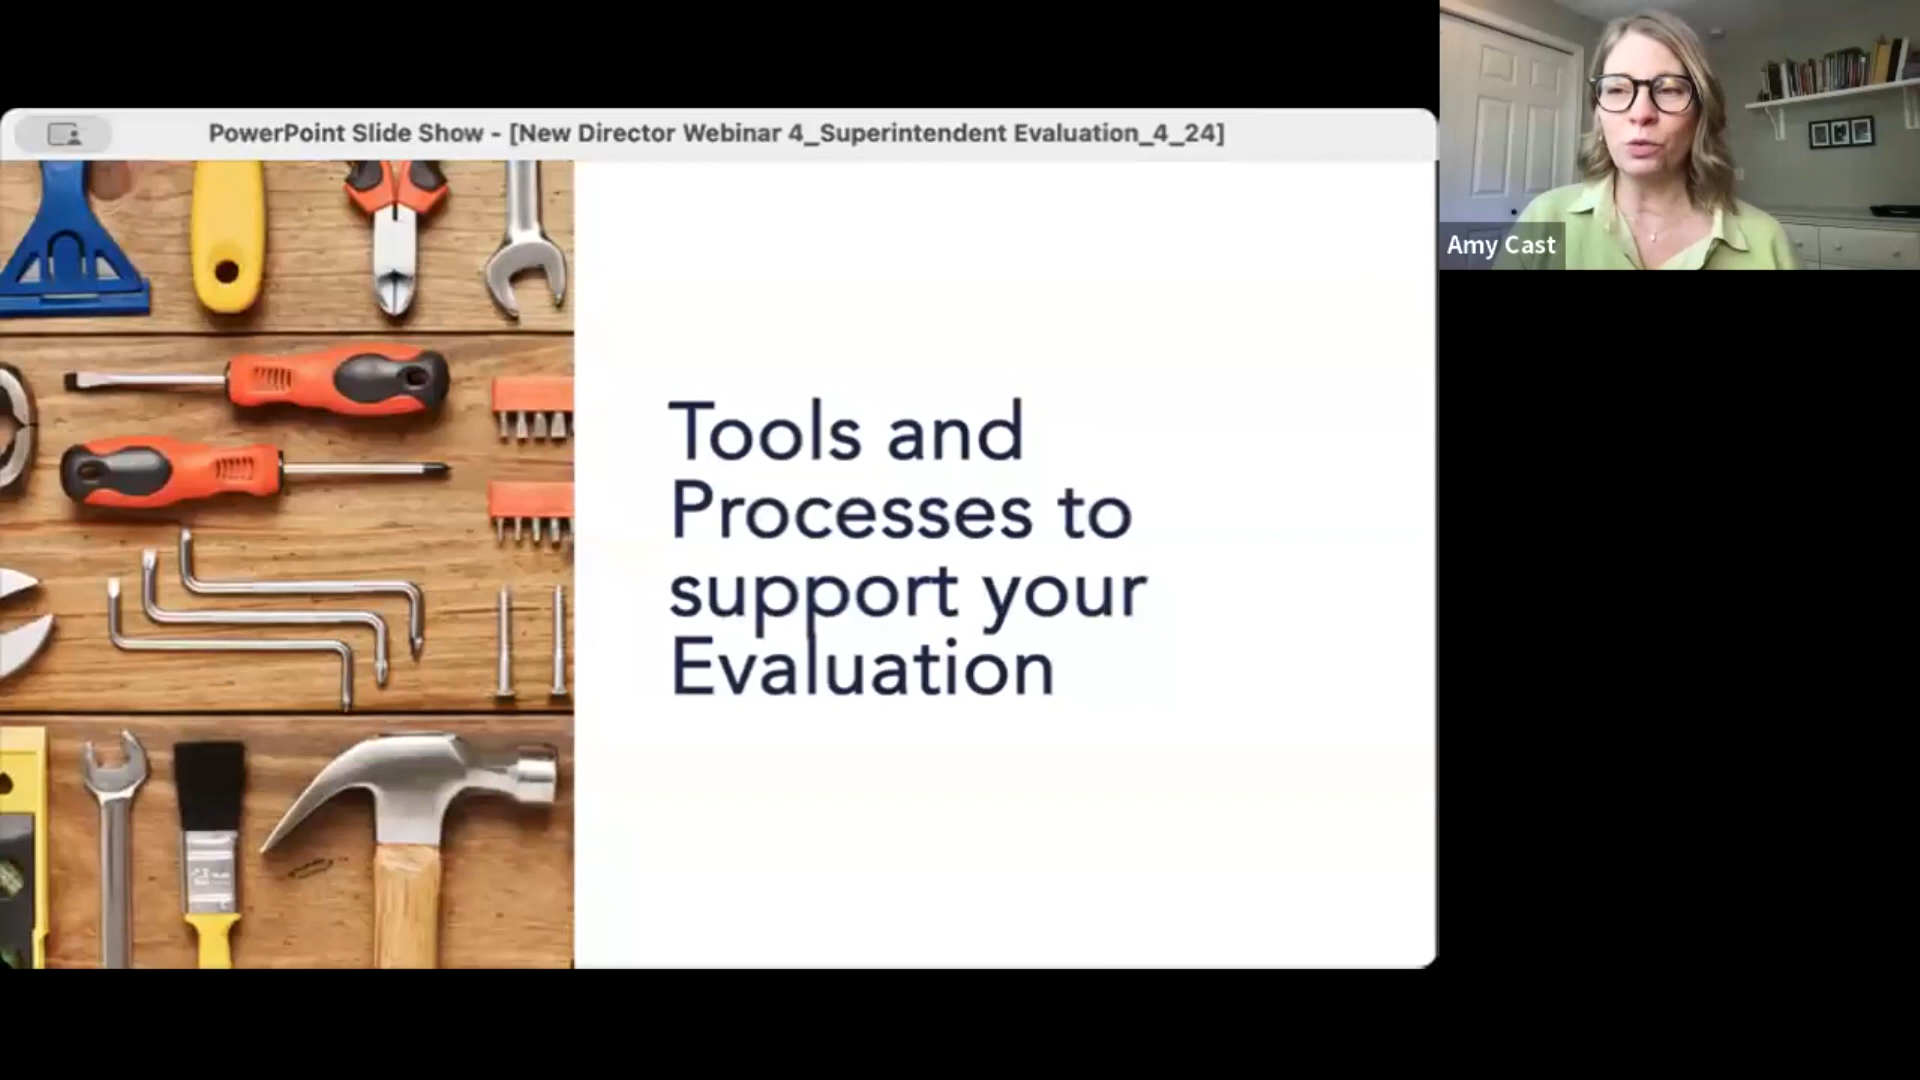 PowerPoint Slide Show - [New Director Webinar 4_Superintendent Evaluation_4_24]
Amy Cast
Tools and
Processes to
support your
Evaluation